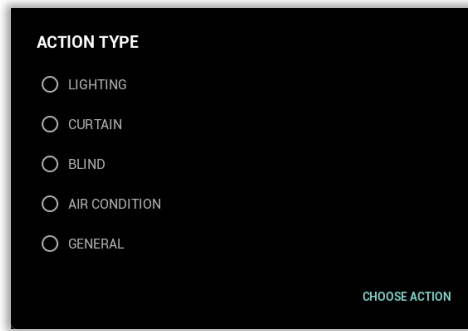 ACTION TYPE
LIGHTING
CURTAIN
BLIND
AIR CONDITION
GENERAL
CHOOSE ACTION